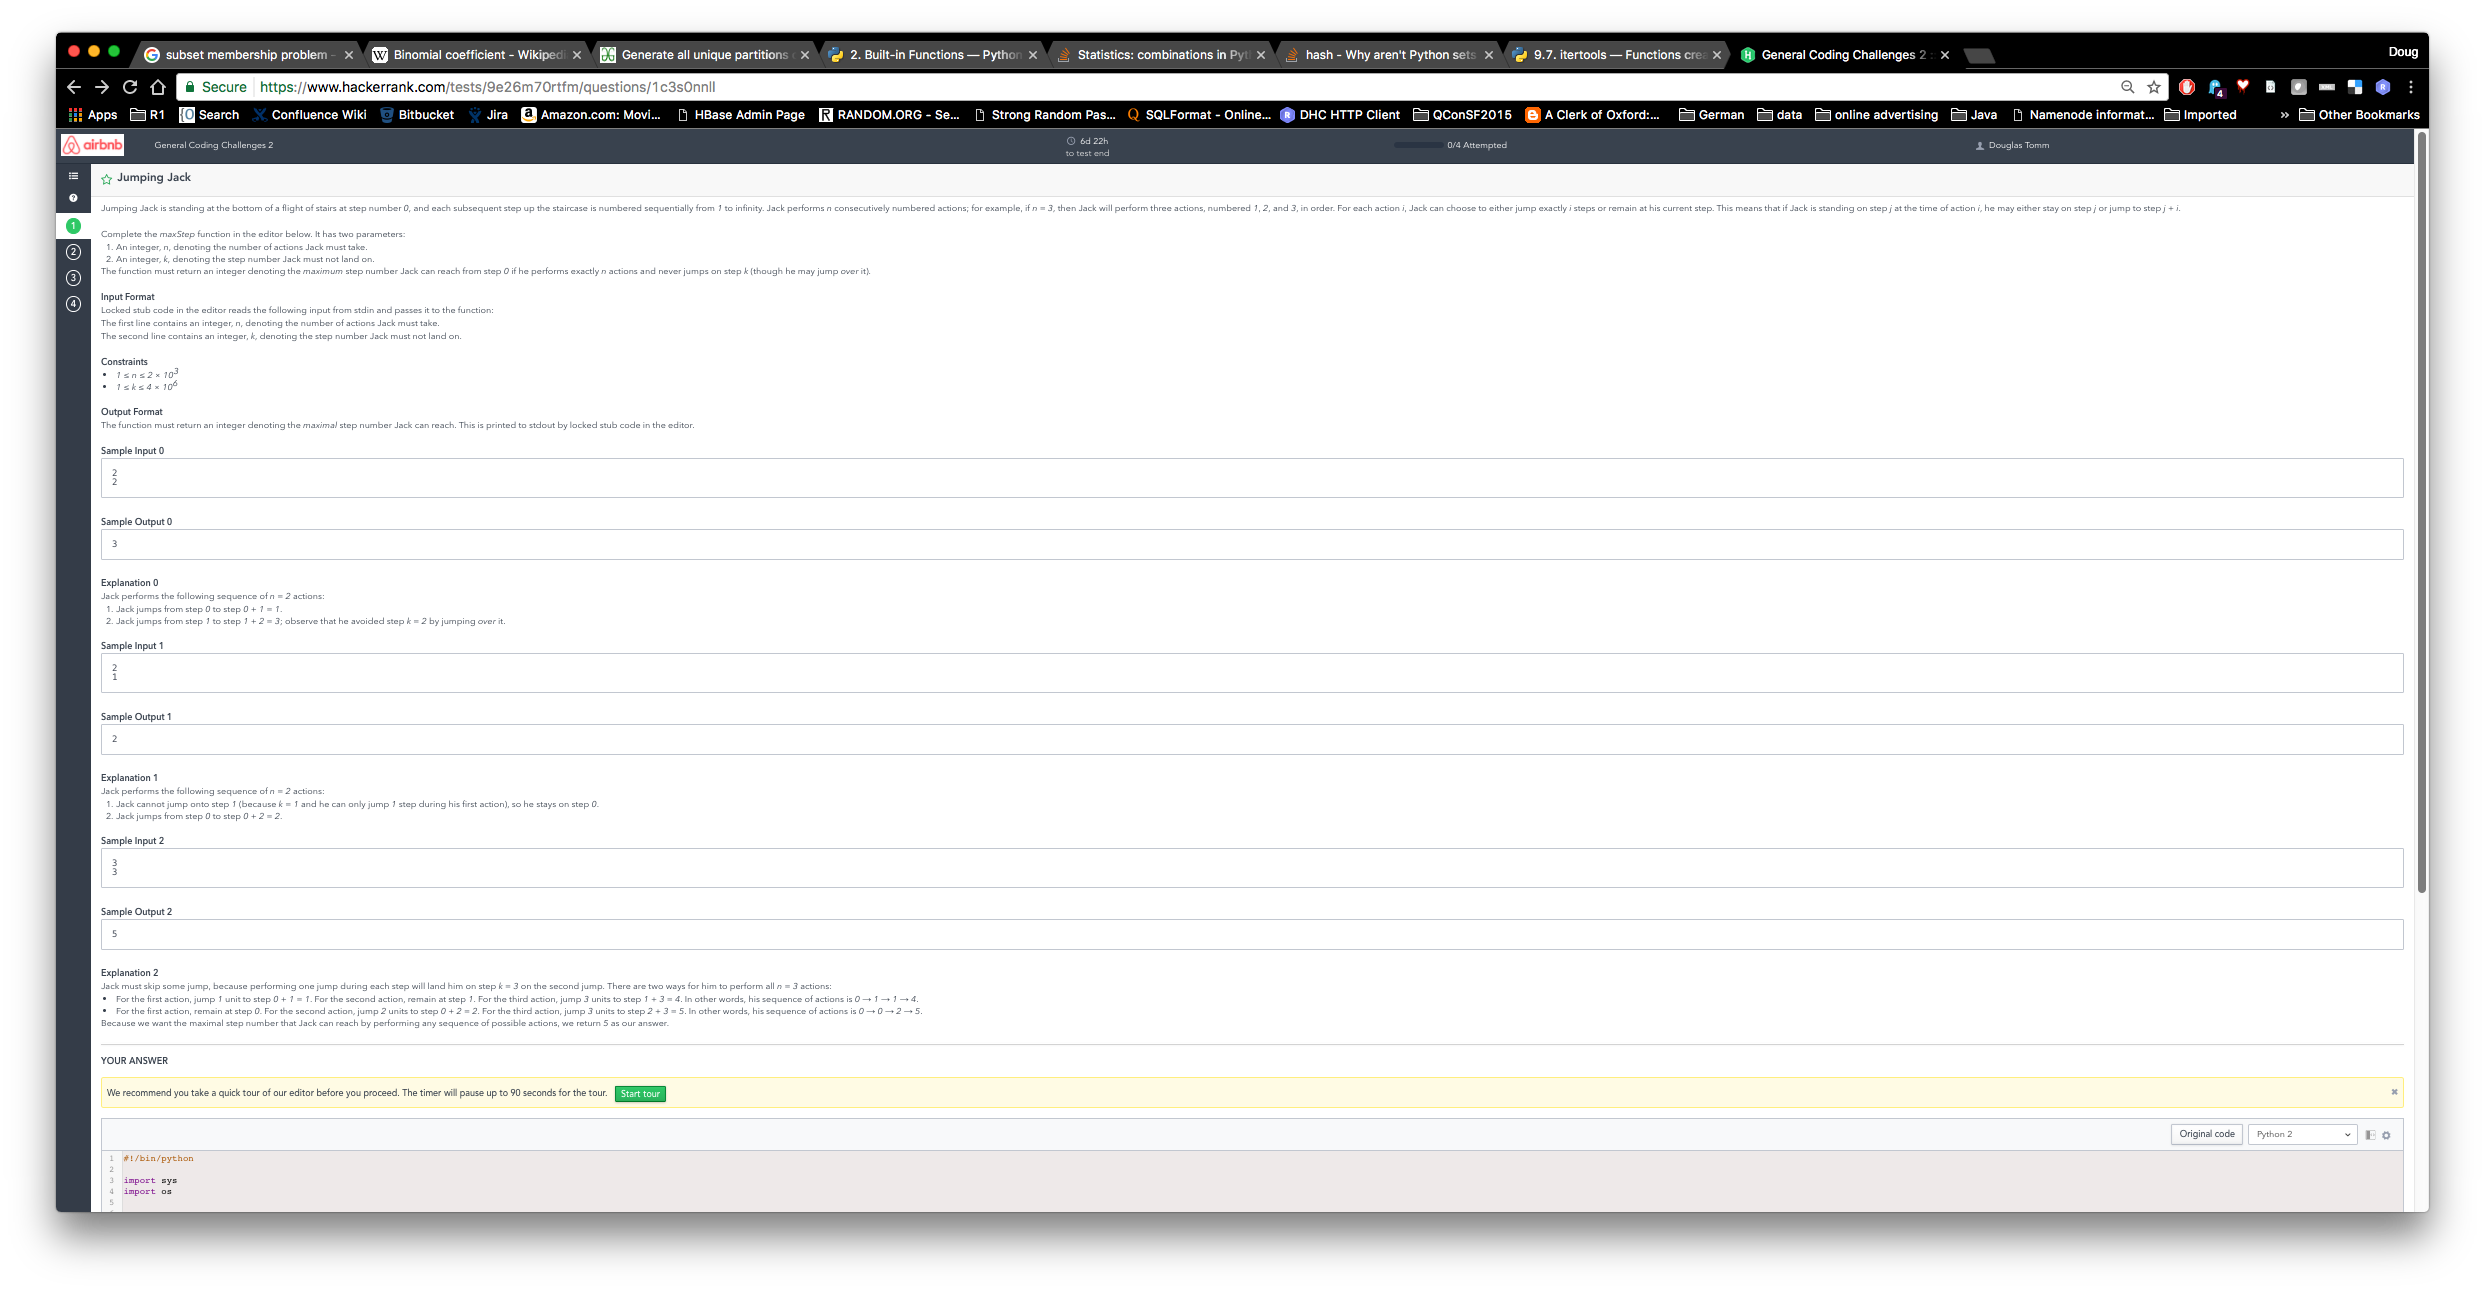 subset membership problem -
Binomial coefficient - Wikiped
Generate all unique partitions
2. Built-in Functions — Python
Statistics: combinations in Pyt
hash - Why aren't Python sets
9.7. itertools — Functions crea
General Coding Challenges 2
Doug
Secure https://www.hackerrank.com/tests/9e26m70rtfm/questions/1c3s0nnll
4
Apps R1 Search Confluence Wiki Bitbucket Jira Amazon.com: Movi... HBase Admin Page RANDOM.ORG - Se... Strong Random Pas... SQLFormat - Online... DHC HTTP Client QConSF2015 A Clerk of Oxford:... German data online advertising Java Namenode informat... Imported » Other Bookmarks
airbnb General Coding Challenges 2 6d 22h 0/4 Attempted Douglas Tomm
to test end
Jumping Jack
1
2
3
4
Jumping Jack is standing at the bottom of a flight of stairs at step number 0, and each subsequent step up the staircase is numbered sequentially from 1 to infinity. Jack performs n consecutively numbered actions; for example, if n = 3, then Jack will perform three actions, numbered 1, 2, and 3, in order. For each action i, Jack can choose to either jump exactly i steps or remain at his current step. This means that if Jack is standing on step j at the time of action i, he may either stay on step j or jump to step j + i.
Complete the maxStep function in the editor below. It has two parameters:
1. An integer, n, denoting the number of actions Jack must take.
2. An integer, k, denoting the step number Jack must not land on.
The function must return an integer denoting the maximum step number Jack can reach from step 0 if he performs exactly n actions and never jumps on step k (though he may jump over it).
Input Format
Locked stub code in the editor reads the following input from stdin and passes it to the function:
The first line contains an integer, n, denoting the number of actions Jack must take.
The second line contains an integer, k, denoting the step number Jack must not land on.
Constraints
• 1 ≤ n ≤ 2 × 10³
• 1 ≤ k ≤ 4 × 10⁶
Output Format
The function must return an integer denoting the maximal step number Jack can reach. This is printed to stdout by locked stub code in the editor.
Sample Input 0
2
2
Sample Output 0
3
Explanation 0
Jack performs the following sequence of n = 2 actions:
1. Jack jumps from step 0 to step 0 + 1 = 1.
2. Jack jumps from step 1 to step 1 + 2 = 3; observe that he avoided step k = 2 by jumping over it.
Sample Input 1
2
1
Sample Output 1
2
Explanation 1
Jack performs the following sequence of n = 2 actions:
1. Jack cannot jump onto step 1 (because k = 1 and he can only jump 1 step during his first action), so he stays on step 0.
2. Jack jumps from step 0 to step 0 + 2 = 2.
Sample Input 2
3
3
Sample Output 2
5
Explanation 2
Jack must skip some jump, because performing one jump during each step will land him on step k = 3 on the second jump. There are two ways for him to perform all n = 3 actions:
• For the first action, jump 1 unit to step 0 + 1 = 1. For the second action, remain at step 1. For the third action, jump 3 units to step 1 + 3 = 4. In other words, his sequence of actions is 0 → 1 → 1 → 4.
• For the first action, remain at step 0. For the second action, jump 2 units to step 0 + 2 = 2. For the third action, jump 3 units to step 2 + 3 = 5. In other words, his sequence of actions is 0 → 0 → 2 → 5.
Because we want the maximal step number that Jack can reach by performing any sequence of possible actions, we return 5 as our answer.
YOUR ANSWER
We recommend you take a quick tour of our editor before you proceed. The timer will pause up to 90 seconds for the tour. Start tour
Original code Python 2
1 #!/bin/python
2
3 import sys
4 import os
5